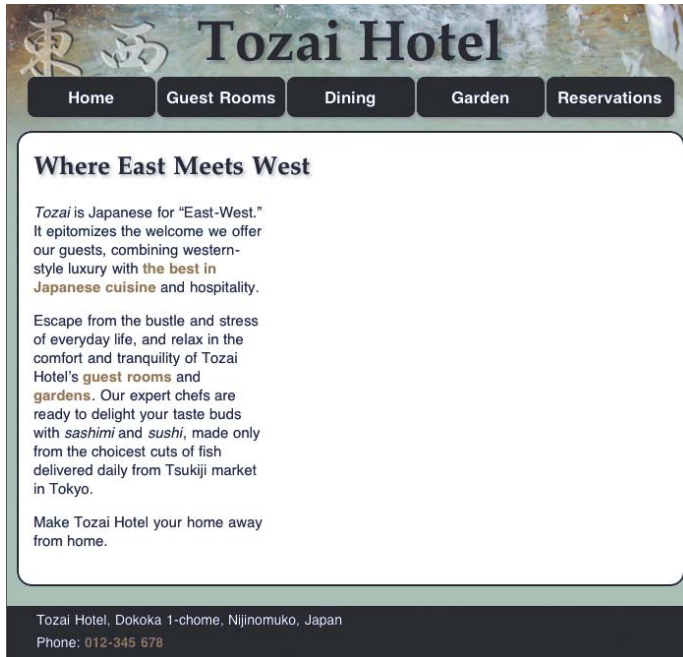 東西 Tozai Hotel
Home Guest Rooms Dining Garden Reservations
Where East Meets West
Tozai is Japanese for “East-West.”
It epitomizes the welcome we offer
our guests, combining western-
style luxury with the best in
Japanese cuisine and hospitality.
Escape from the bustle and stress
of everyday life, and relax in the
comfort and tranquility of Tozai
Hotel’s guest rooms and
gardens. Our expert chefs are
ready to delight your taste buds
with sashimi and sushi, made only
from the choicest cuts of fish
delivered daily from Tsukiji market
in Tokyo.
Make Tozai Hotel your home away
from home.
Tozai Hotel, Dokoka 1-chome, Nijinomuko, Japan
Phone: 012-345 678